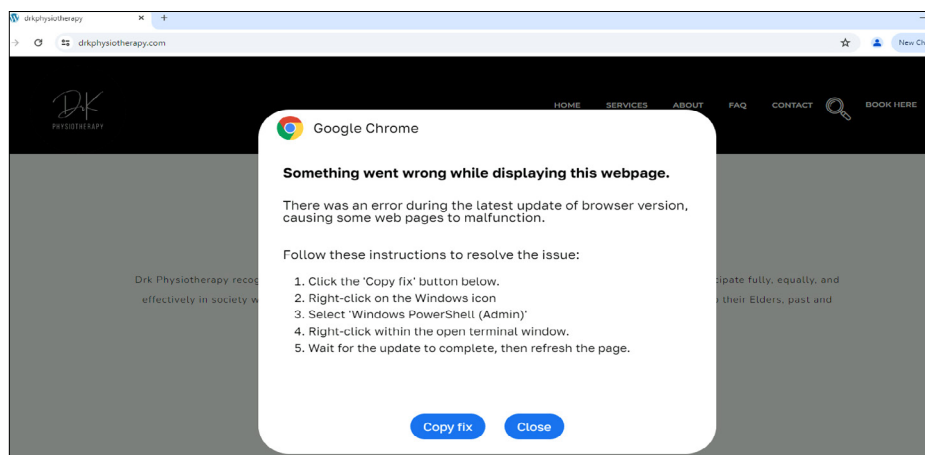 drkphysiotherapy
drkphysiotherapy.com
New Ch
DrK
PHYSIOTHERAPY
HOME SERVICES ABOUT FAQ CONTACT BOOK HERE
Google Chrome
Something went wrong while displaying this webpage.
There was an error during the latest update of browser version,
causing some web pages to malfunction.
Follow these instructions to resolve the issue:
1. Click the 'Copy fix' button below.
2. Right-click on the Windows icon
3. Select 'Windows PowerShell (Admin)'
4. Right-click within the open terminal window.
5. Wait for the update to complete, then refresh the page.
Drk Physiotherapy recog cipate fully, equally, and
effectively in society w their Elders, past and
Copy fix Close